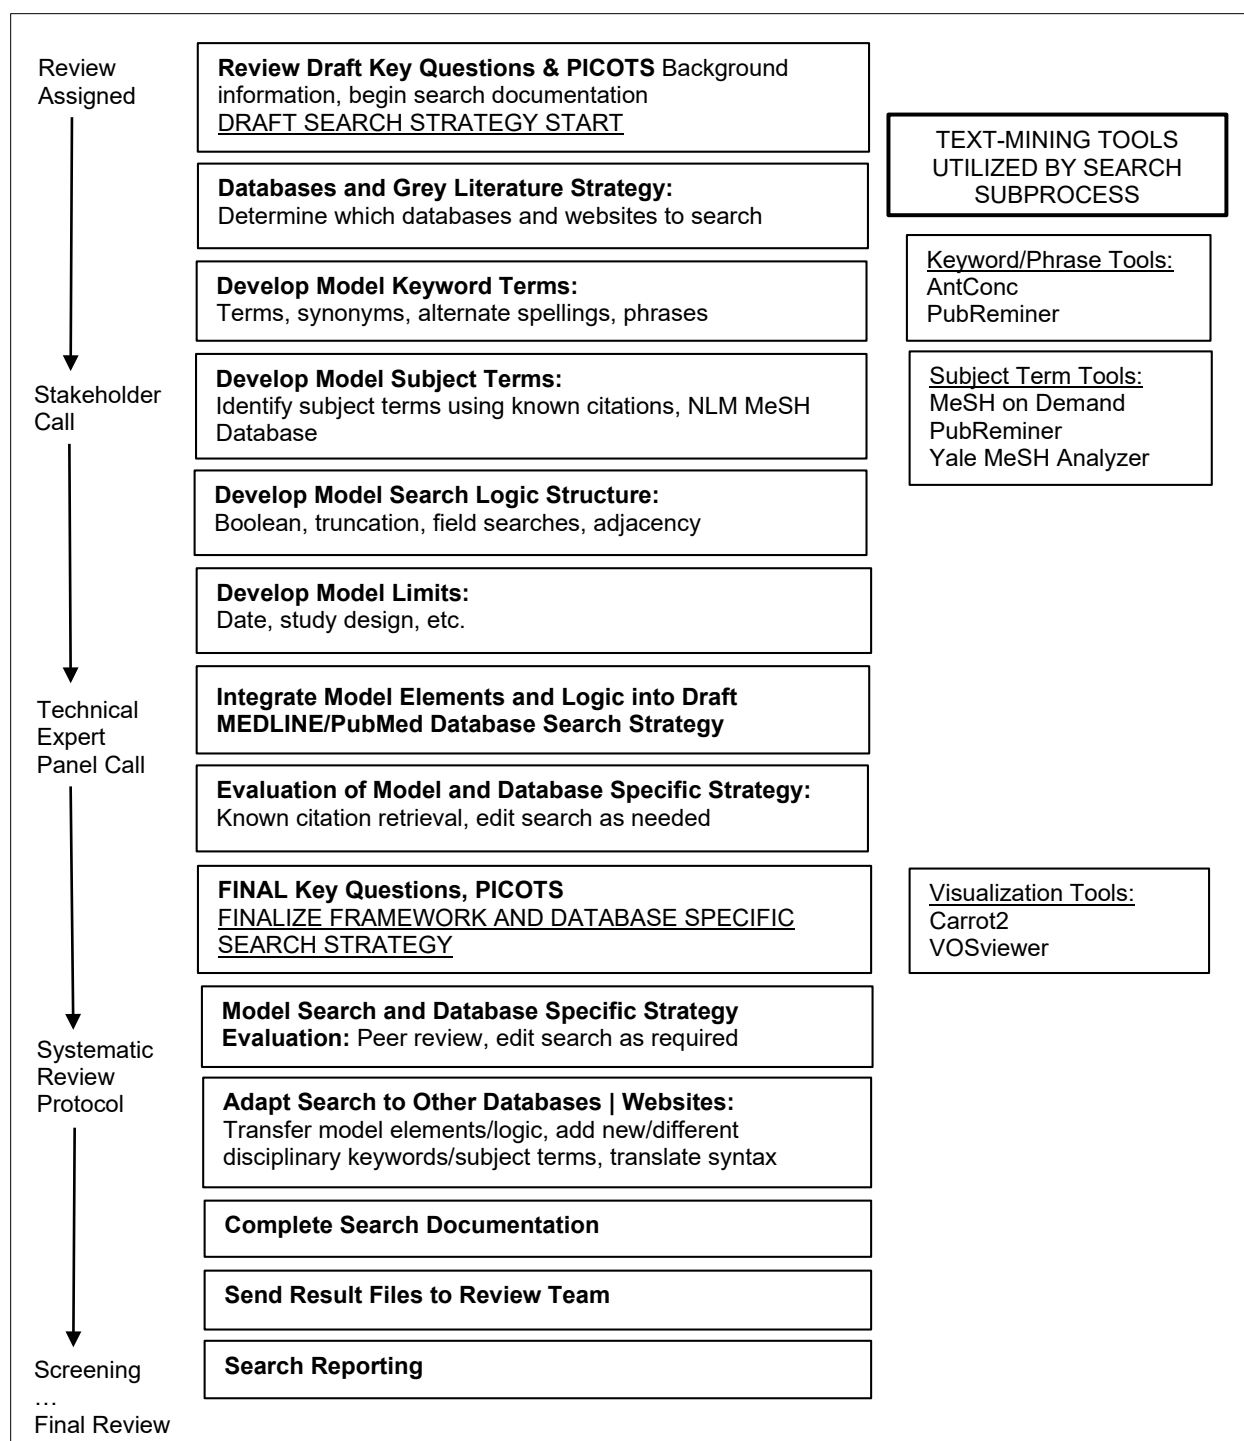 Review
Assigned
Review Draft Key Questions & PICOTS Background
information, begin search documentation
DRAFT SEARCH STRATEGY START
TEXT-MINING TOOLS
UTILIZED BY SEARCH
SUBPROCESS
Databases and Grey Literature Strategy:
Determine which databases and websites to search
Develop Model Keyword Terms:
Terms, synonyms, alternate spellings, phrases
Keyword/Phrase Tools:
AntConc
PubReminer
Stakeholder
Call
Develop Model Subject Terms:
Identify subject terms using known citations, NLM MeSH
Database
Subject Term Tools:
MeSH on Demand
PubReminer
Yale MeSH Analyzer
Develop Model Search Logic Structure:
Boolean, truncation, field searches, adjacency
Develop Model Limits:
Date, study design, etc.
Technical
Expert
Panel Call
Integrate Model Elements and Logic into Draft
MEDLINE/PubMed Database Search Strategy
Evaluation of Model and Database Specific Strategy:
Known citation retrieval, edit search as needed
FINAL Key Questions, PICOTS
FINALIZE FRAMEWORK AND DATABASE SPECIFIC
SEARCH STRATEGY
Visualization Tools:
Carrot2
VOSviewer
Model Search and Database Specific Strategy
Evaluation: Peer review, edit search as required
Systematic
Review
Protocol
Adapt Search to Other Databases | Websites:
Transfer model elements/logic, add new/different
disciplinary keywords/subject terms, translate syntax
Complete Search Documentation
Send Result Files to Review Team
Search Reporting
Screening
…
Final Review